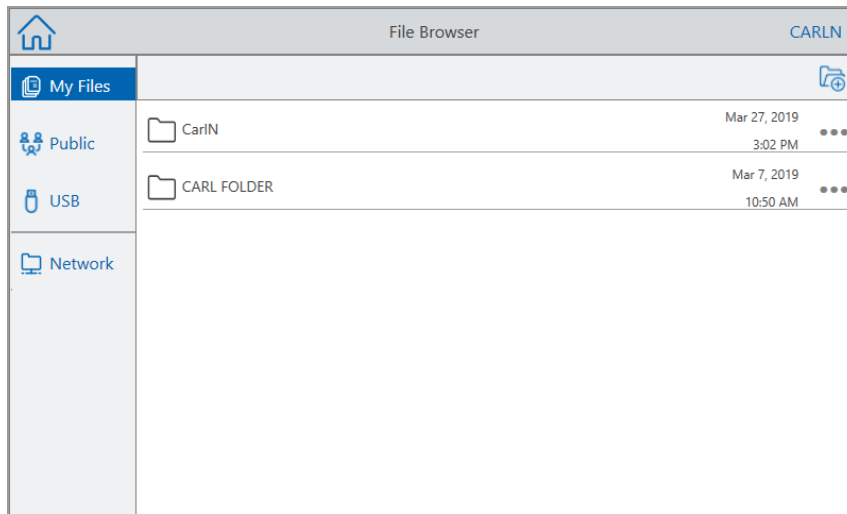 File Browser
CARLN
My Files
Public
USB
Network
CarlN
Mar 27, 2019
3:02 PM
CARL FOLDER
Mar 7, 2019
10:50 AM